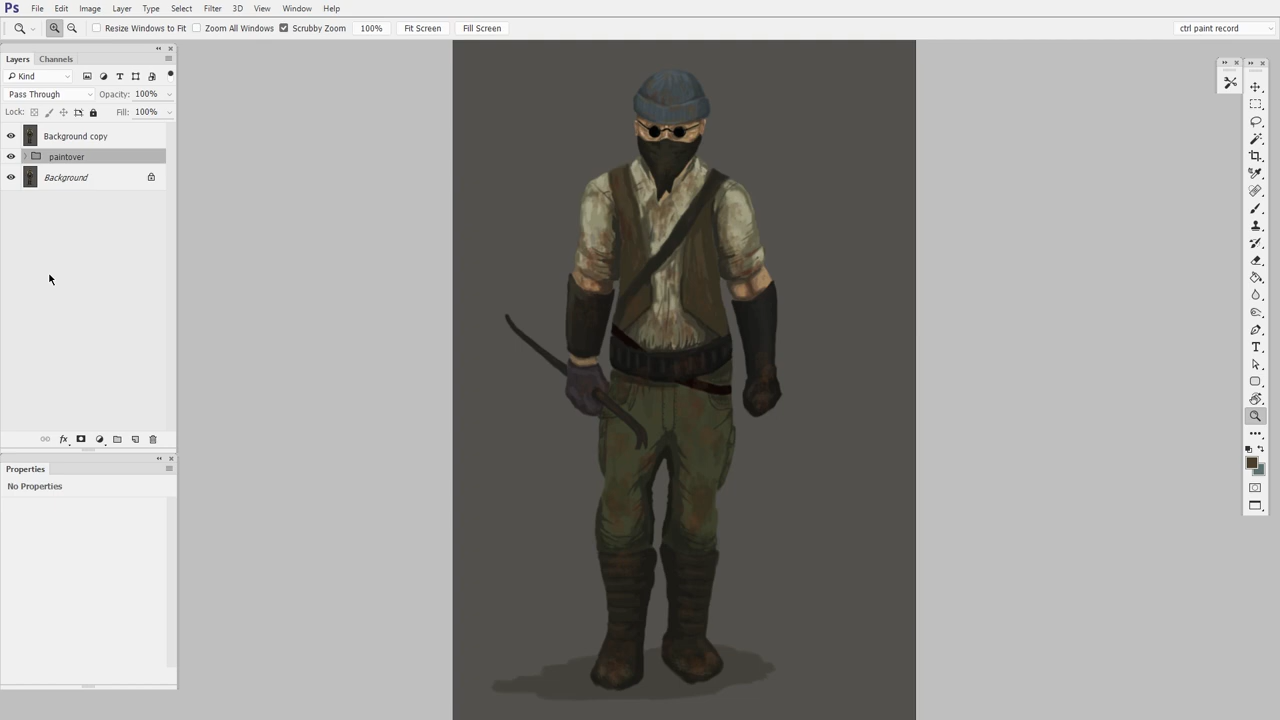 Ps File Edit Image Layer Type Select Filter 3D View Window Help
Resize Windows to Fit Zoom All Windows Scrubby Zoom 100% Fit Screen Fill Screen ctrl paint record
Layers Channels
Kind
Pass Through Opacity: 100%
Lock: Fill: 100%
Background copy
paintover
Background
fx
Properties
No Properties